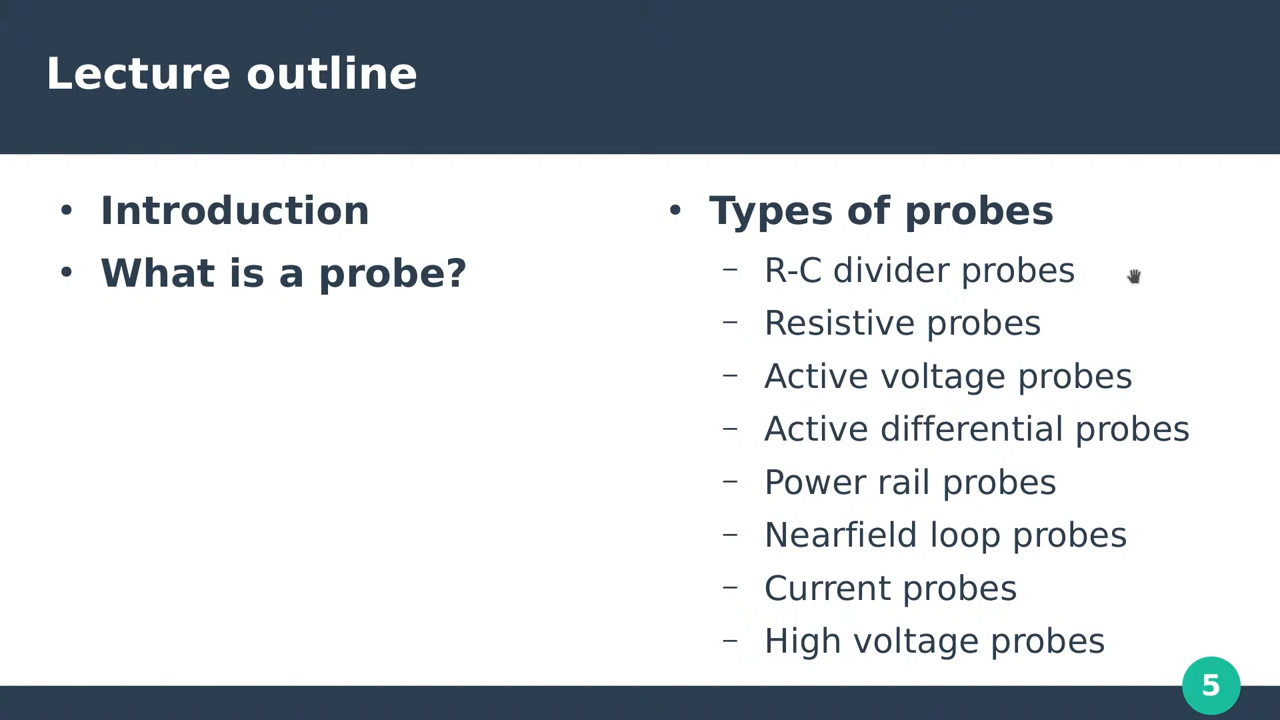 Lecture outline
• Introduction
• What is a probe?
• Types of probes
– R-C divider probes
– Resistive probes
– Active voltage probes
– Active differential probes
– Power rail probes
– Nearfield loop probes
– Current probes
– High voltage probes
5